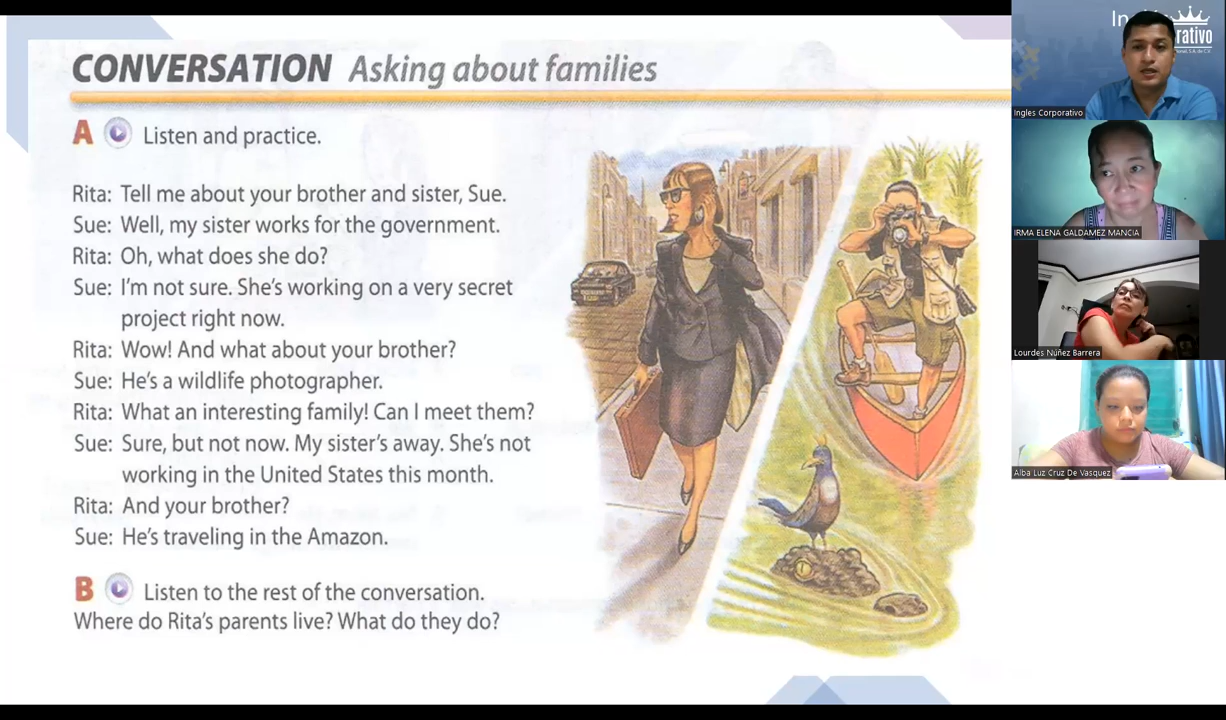 CONVERSATION Asking about families
A Listen and practice.
Rita: Tell me about your brother and sister, Sue.
Sue: Well, my sister works for the government.
Rita: Oh, what does she do?
Sue: I'm not sure. She's working on a very secret
project right now.
Rita: Wow! And what about your brother?
Sue: He's a wildlife photographer.
Rita: What an interesting family! Can I meet them?
Sue: Sure, but not now. My sister's away. She's not
working in the United States this month.
Rita: And your brother?
Sue: He's traveling in the Amazon.
B Listen to the rest of the conversation.
Where do Rita's parents live? What do they do?
Ingles Corporativo
IRMA ELENA GALDAMEZ MANCIA
Lourdes Núñez Barrera
Alba Luz Cruz De Vasquez